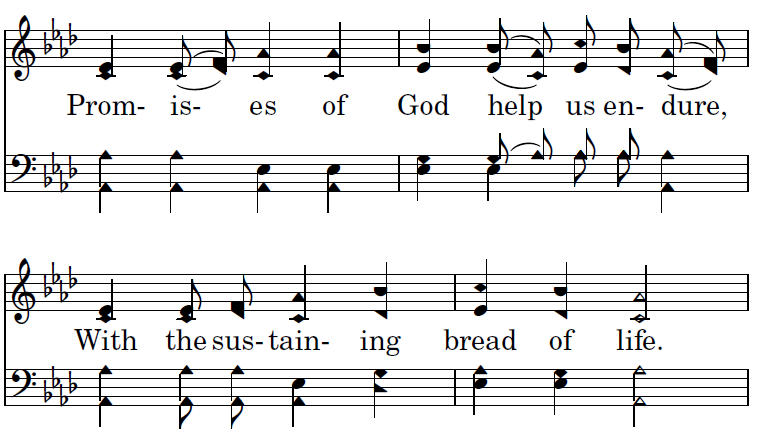 Prom- is- es of God help us en- dure,
With the sus- tain- ing bread of life.